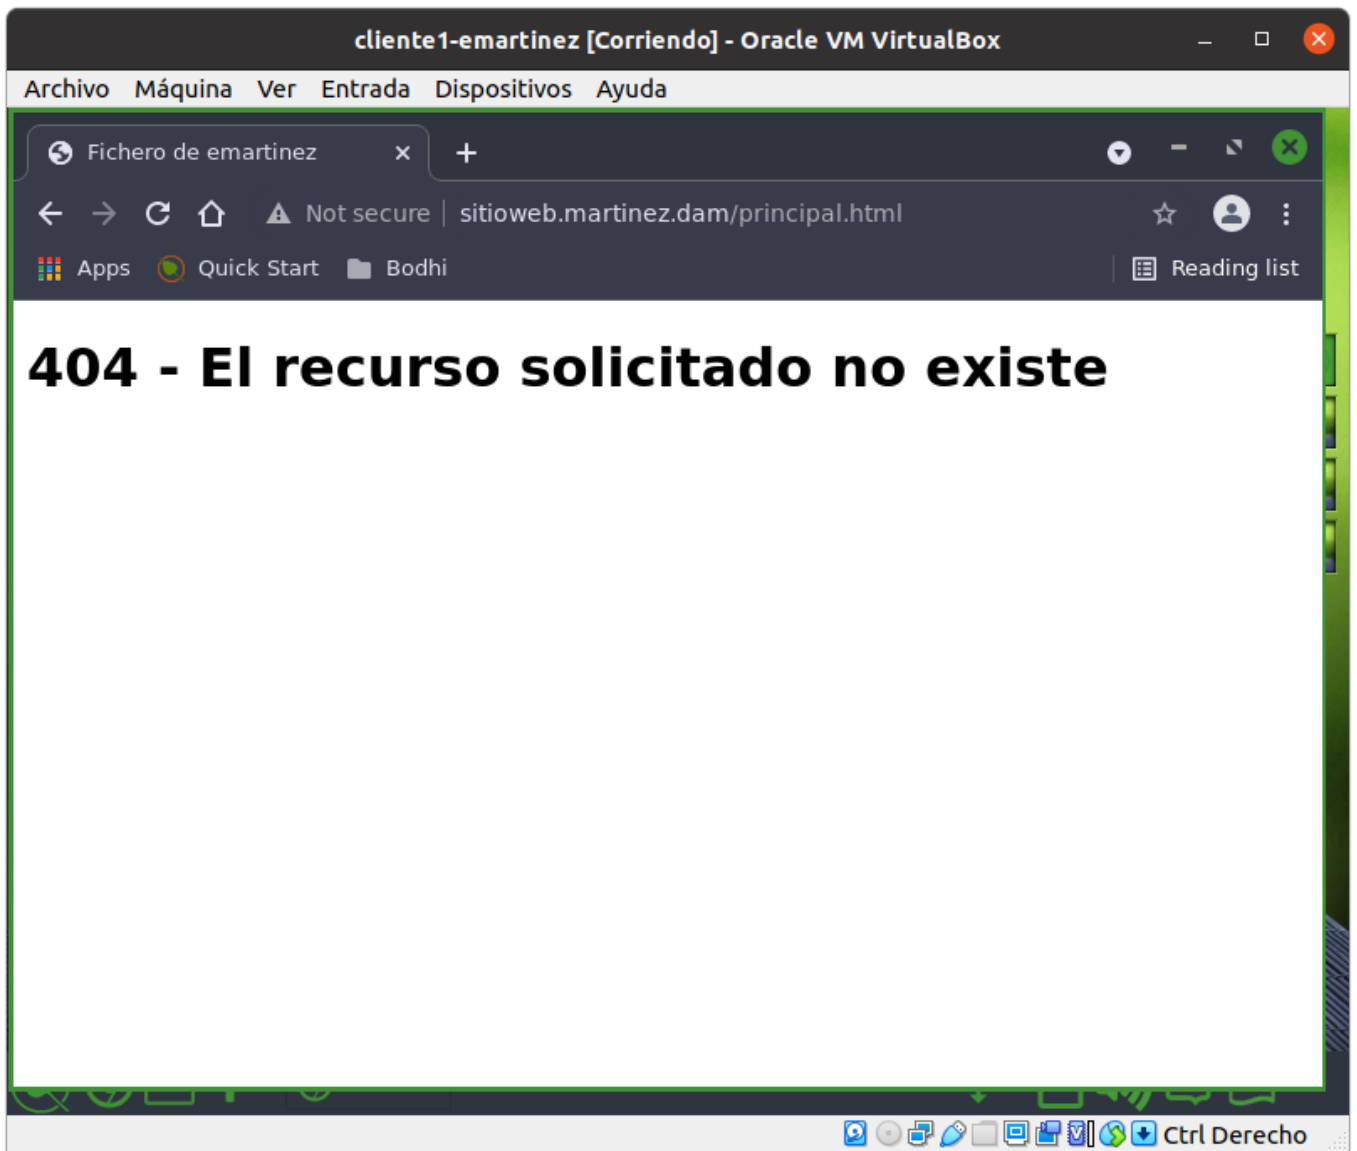 cliente1-emartinez [Corriendo] - Oracle VM VirtualBox
Archivo Máquina Ver Entrada Dispositivos Ayuda
Fichero de emartinez
Not secure sitioweb.martinez.dam/principal.html
Apps Quick Start Bodhi Reading list
404 - El recurso solicitado no existe
Ctrl Derecho